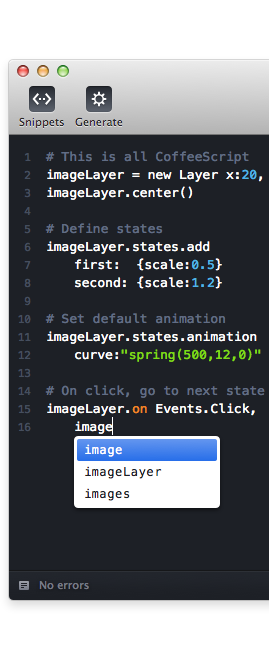 Snippets Generate
1 # This is all CoffeeScript
2 imageLayer = new Layer x:20,
3 imageLayer.center()
4
5 # Define states
6 imageLayer.states.add
7 first: {scale:0.5}
8 second: {scale:1.2}
9
10 # Set default animation
11 imageLayer.states.animation
12 curve:"spring(500,12,0)"
13
14 # On click, go to next state
15 imageLayer.on Events.Click,
16 image
image
imageLayer
images
No errors